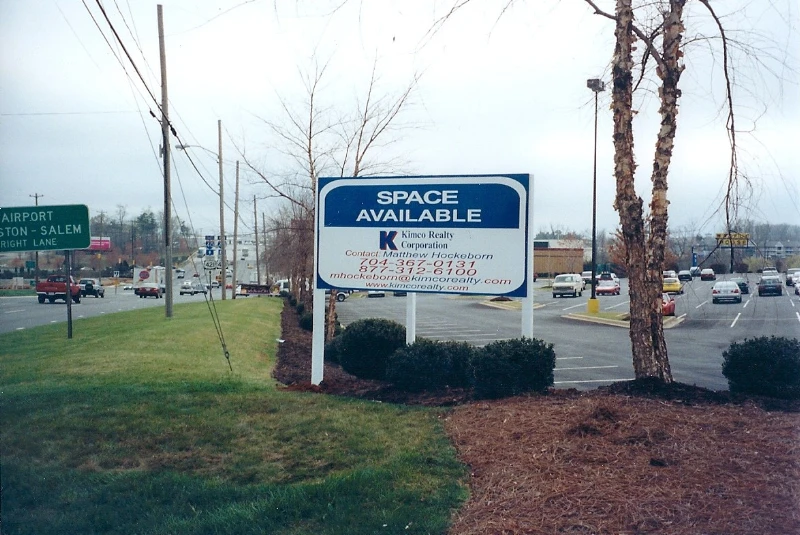 AIRPORT
STON - SALEM
RIGHT LANE
SPACE
AVAILABLE
K Kimco Realty
Corporation
Contact: Matthew Hockeborn
704-367-0131
877-312-6100
mhockeborn@kimcorealty.com
www.kimcorealty.com